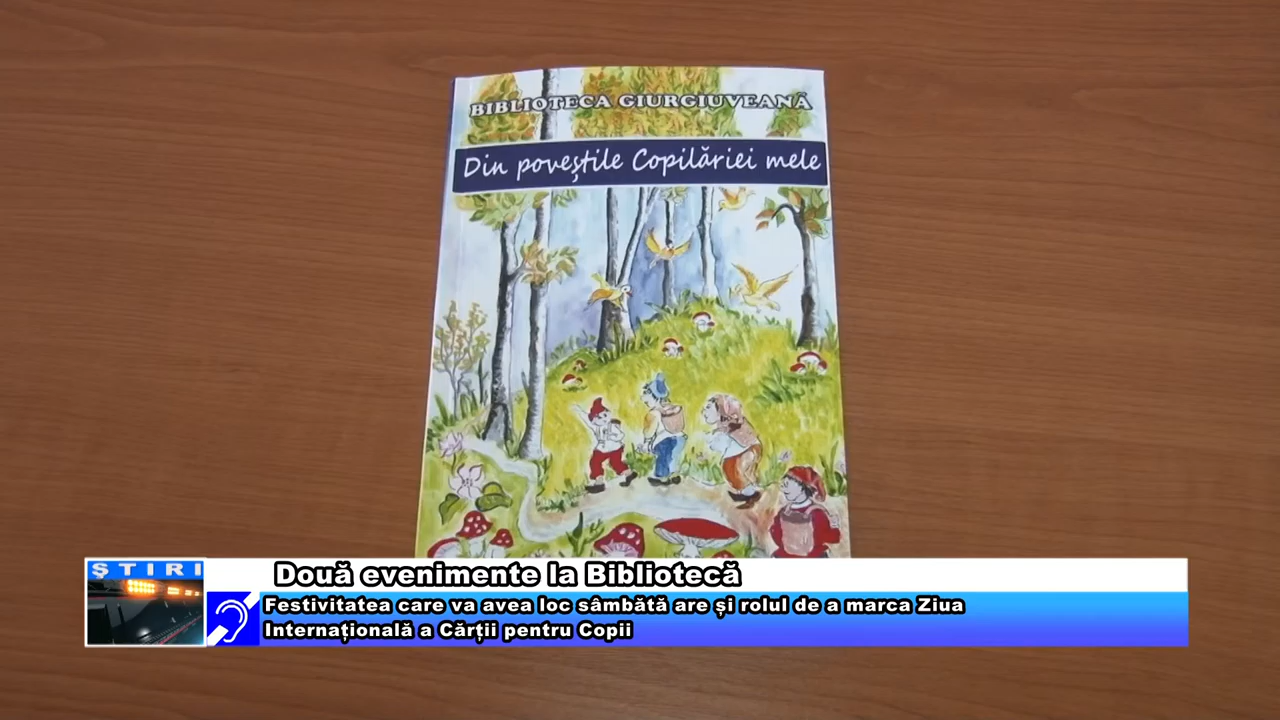 BIBLIOTECA GIURGIUVEANĂ
Din poveștile Copilăriei mele
ŞTIRI
Două evenimente la Bibliotecă
Festivitatea care va avea loc sâmbătă are și rolul de a marca Ziua
Internațională a Cărții pentru Copii